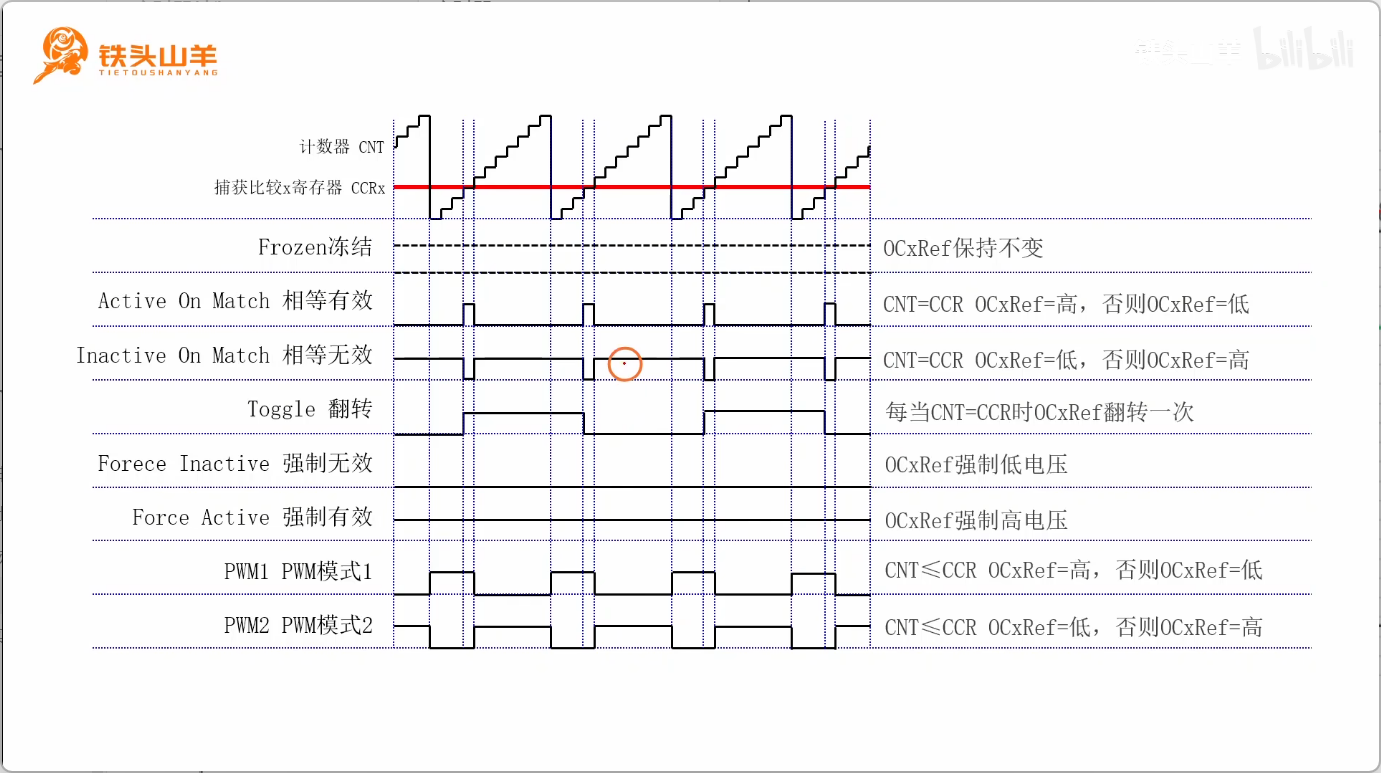 铁头山羊
TIETOUSHANYANG
bilibili
计数器 CNT
捕获比较x寄存器 CCRx
Frozen冻结 OCxRef保持不变
Active On Match 相等有效 CNT=CCR OCxRef=高，否则OCxRef=低
Inactive On Match 相等无效 CNT=CCR OCxRef=低，否则OCxRef=高
Toggle 翻转 每当CNT=CCR时OCxRef翻转一次
Forece Inactive 强制无效 OCxRef强制低电压
Force Active 强制有效 OCxRef强制高电压
PWM1 PWM模式1 CNT≤CCR OCxRef=高，否则OCxRef=低
PWM2 PWM模式2 CNT≤CCR OCxRef=低，否则OCxRef=高